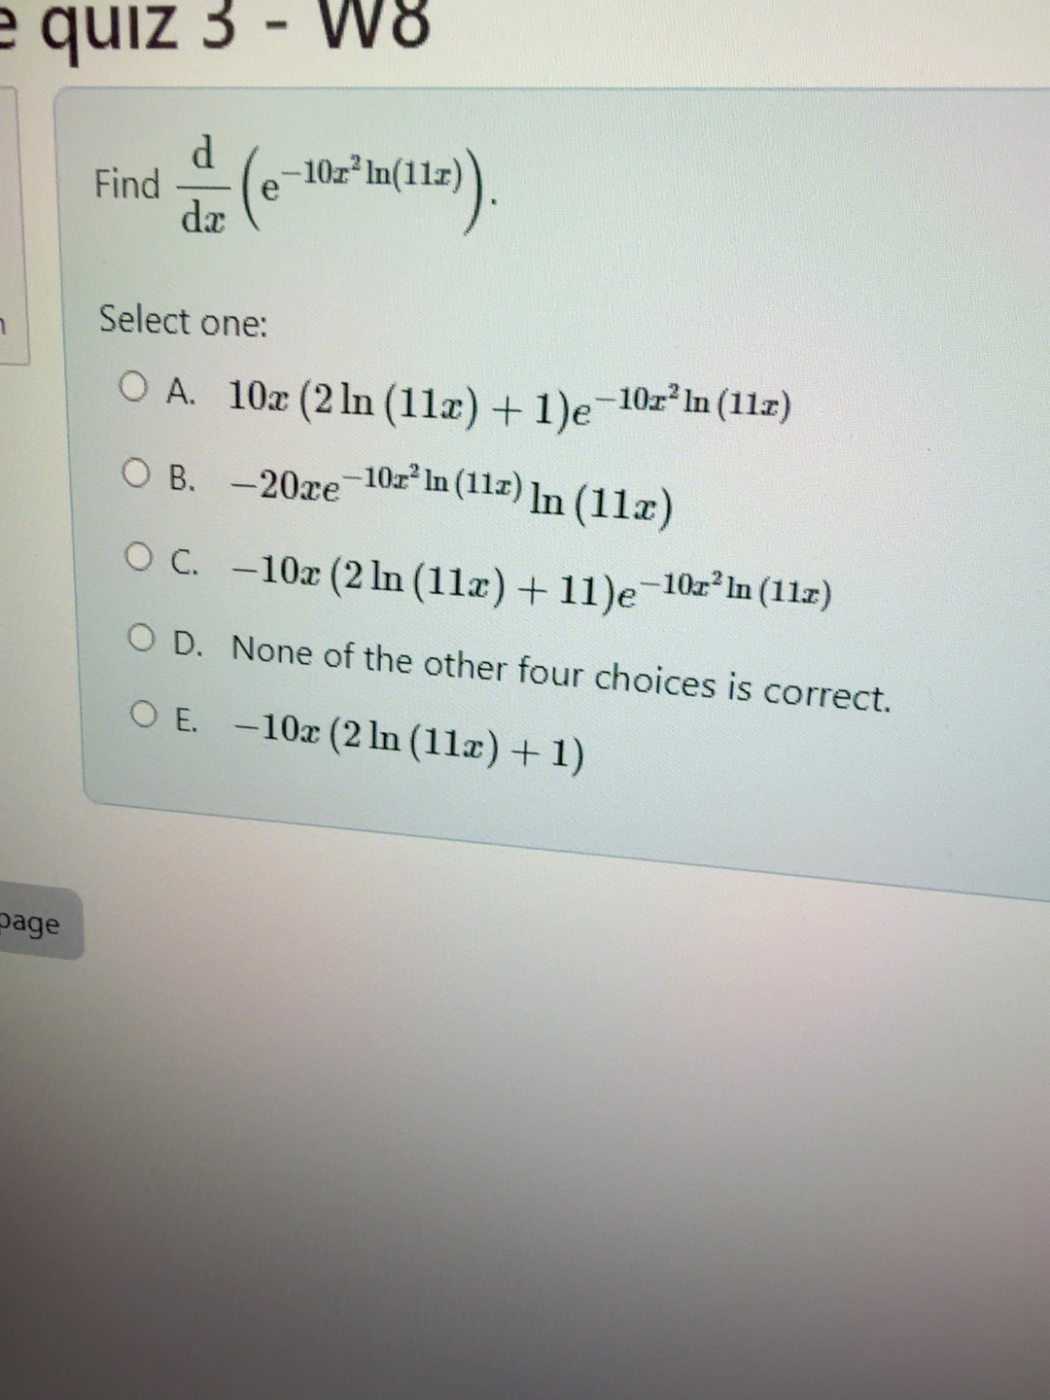 e quiz 3 - W8
Find d/dx (e^{-10x² ln(11x)}).
Select one:
A. 10x (2 ln (11x) + 1)e^{-10x² ln (11x)}
B. -20xe^{-10x² ln (11x)} ln (11x)
C. -10x (2 ln (11x) + 11)e^{-10x² ln (11x)}
D. None of the other four choices is correct.
E. -10x (2 ln (11x) + 1)
page